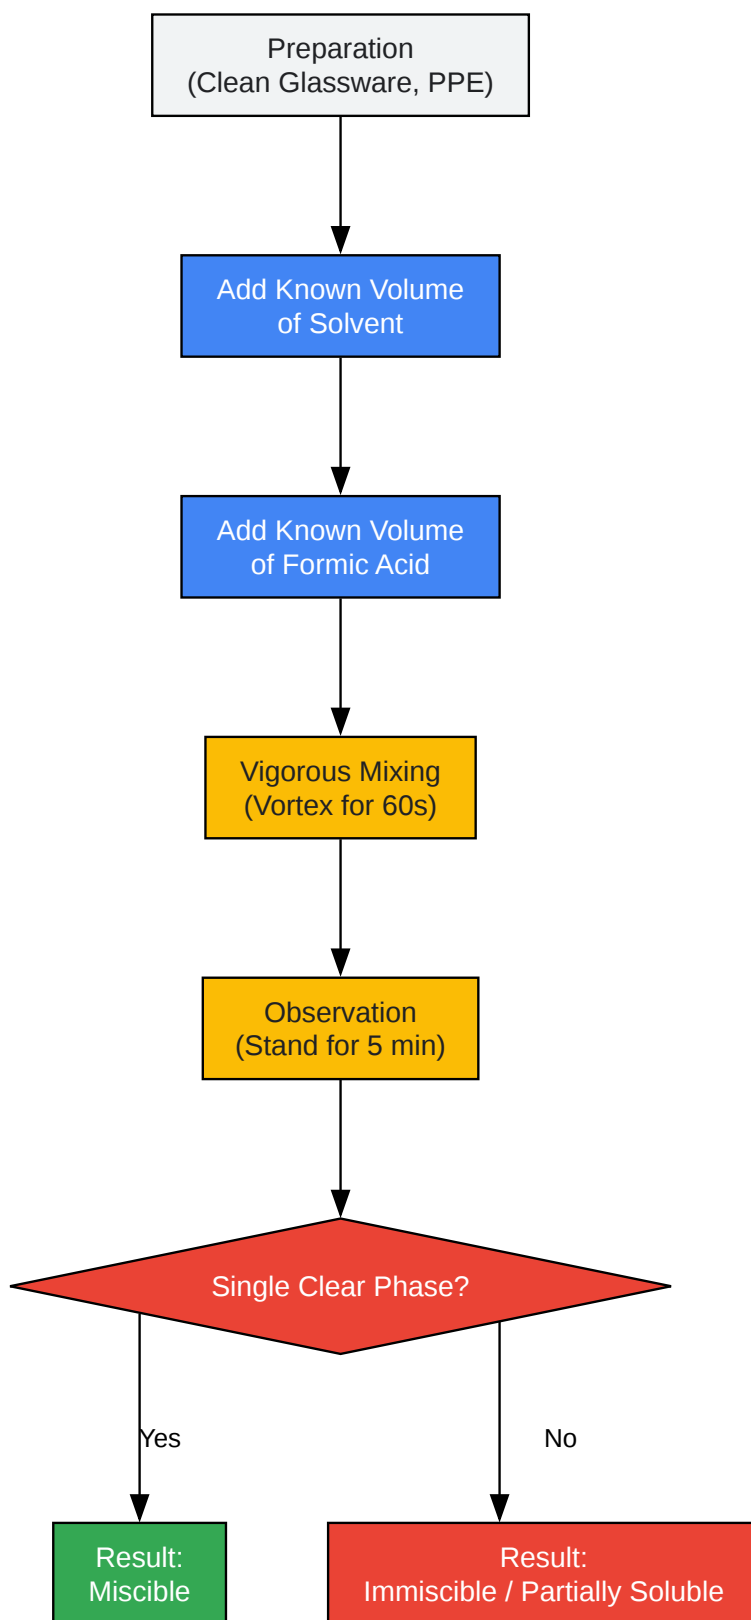 Preparation
(Clean Glassware, PPE)
Add Known Volume
of Solvent
Add Known Volume
of Formic Acid
Vigorous Mixing
(Vortex for 60s)
Observation
(Stand for 5 min)
Single Clear Phase?
Yes
No
Result:
Miscible
Result:
Immiscible / Partially Soluble